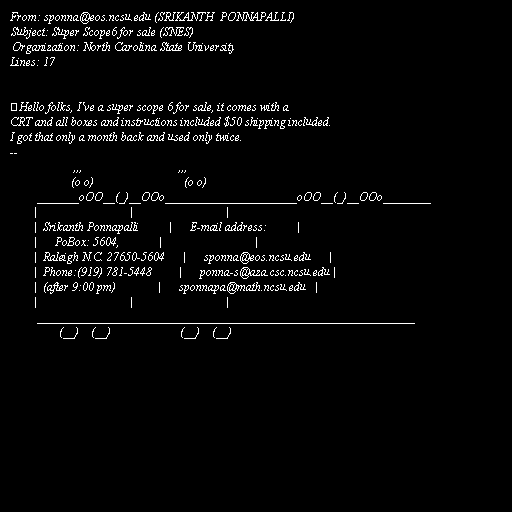 From: sponna@eos.ncsu.edu (SRIKANTH  PONNAPALLI)
Subject: Super Scope6 for sale (SNES)
Organization: North Carolina State University
Lines: 17
Hello folks, I've a super scope 6 for sale, it comes with a
CRT and all boxes and instructions included $50 shipping included.
I got that only a month back and used only twice.
--
,,,                                ,,,
(o o)                              (o o)
_______oOO__(_)__OOo______________________oOO__(_)__OOo________
|                               |                               |
|  Srikanth Ponnapalli          |      E-mail address:          |
|      PoBox: 5604,             |                               |
| Raleigh N.C. 27650-5604      |      sponna@eos.ncsu.edu      |
| Phone:(919) 781-5448         |      ponna-s@aza.csc.ncsu.edu |
| (after 9:00 pm)              |      sponnapa@math.ncsu.edu   |
|                               |                               |
_______________________________________________________________
(__)    (__)                        (__)    (__)